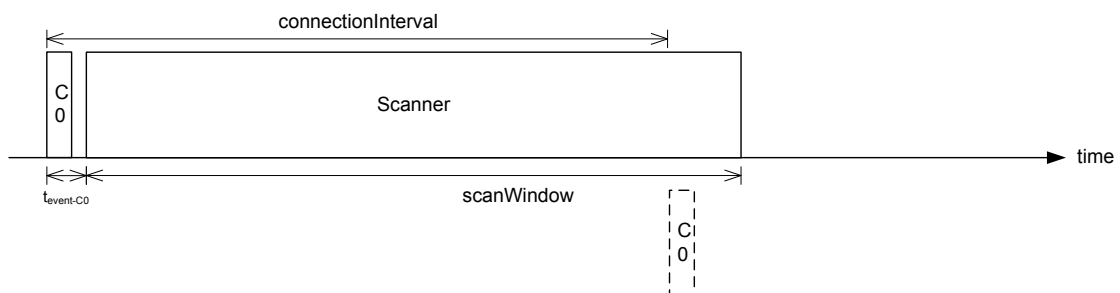 connectionInterval
C
0
Scanner
time
tevent-C0
scanWindow
C
0